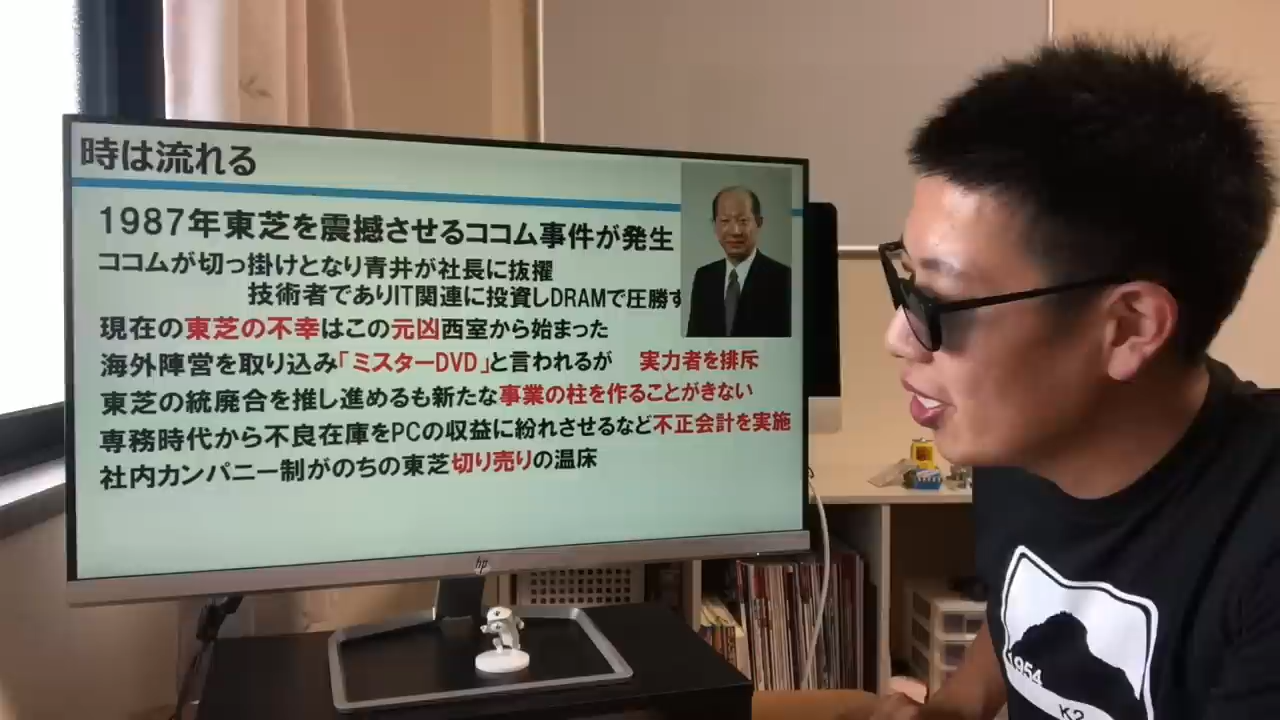 時は流れる
1987年東芝を震撼させるココム事件が発生
ココムが切っ掛けとなり青井が社長に抜擢
技術者でありIT関連に投資しDRAMで圧勝す
現在の東芝の不幸はこの元凶西室から始まった
海外陣営を取り込み「ミスターDVD」と言われるが 実力者を排斥
東芝の統廃合を推し進めるも新たな事業の柱を作ることがきない
専務時代から不良在庫をPCの収益に紛れさせるなど不正会計を実施
社内カンパニー制がのちの東芝切り売りの温床
hp
1954
K2